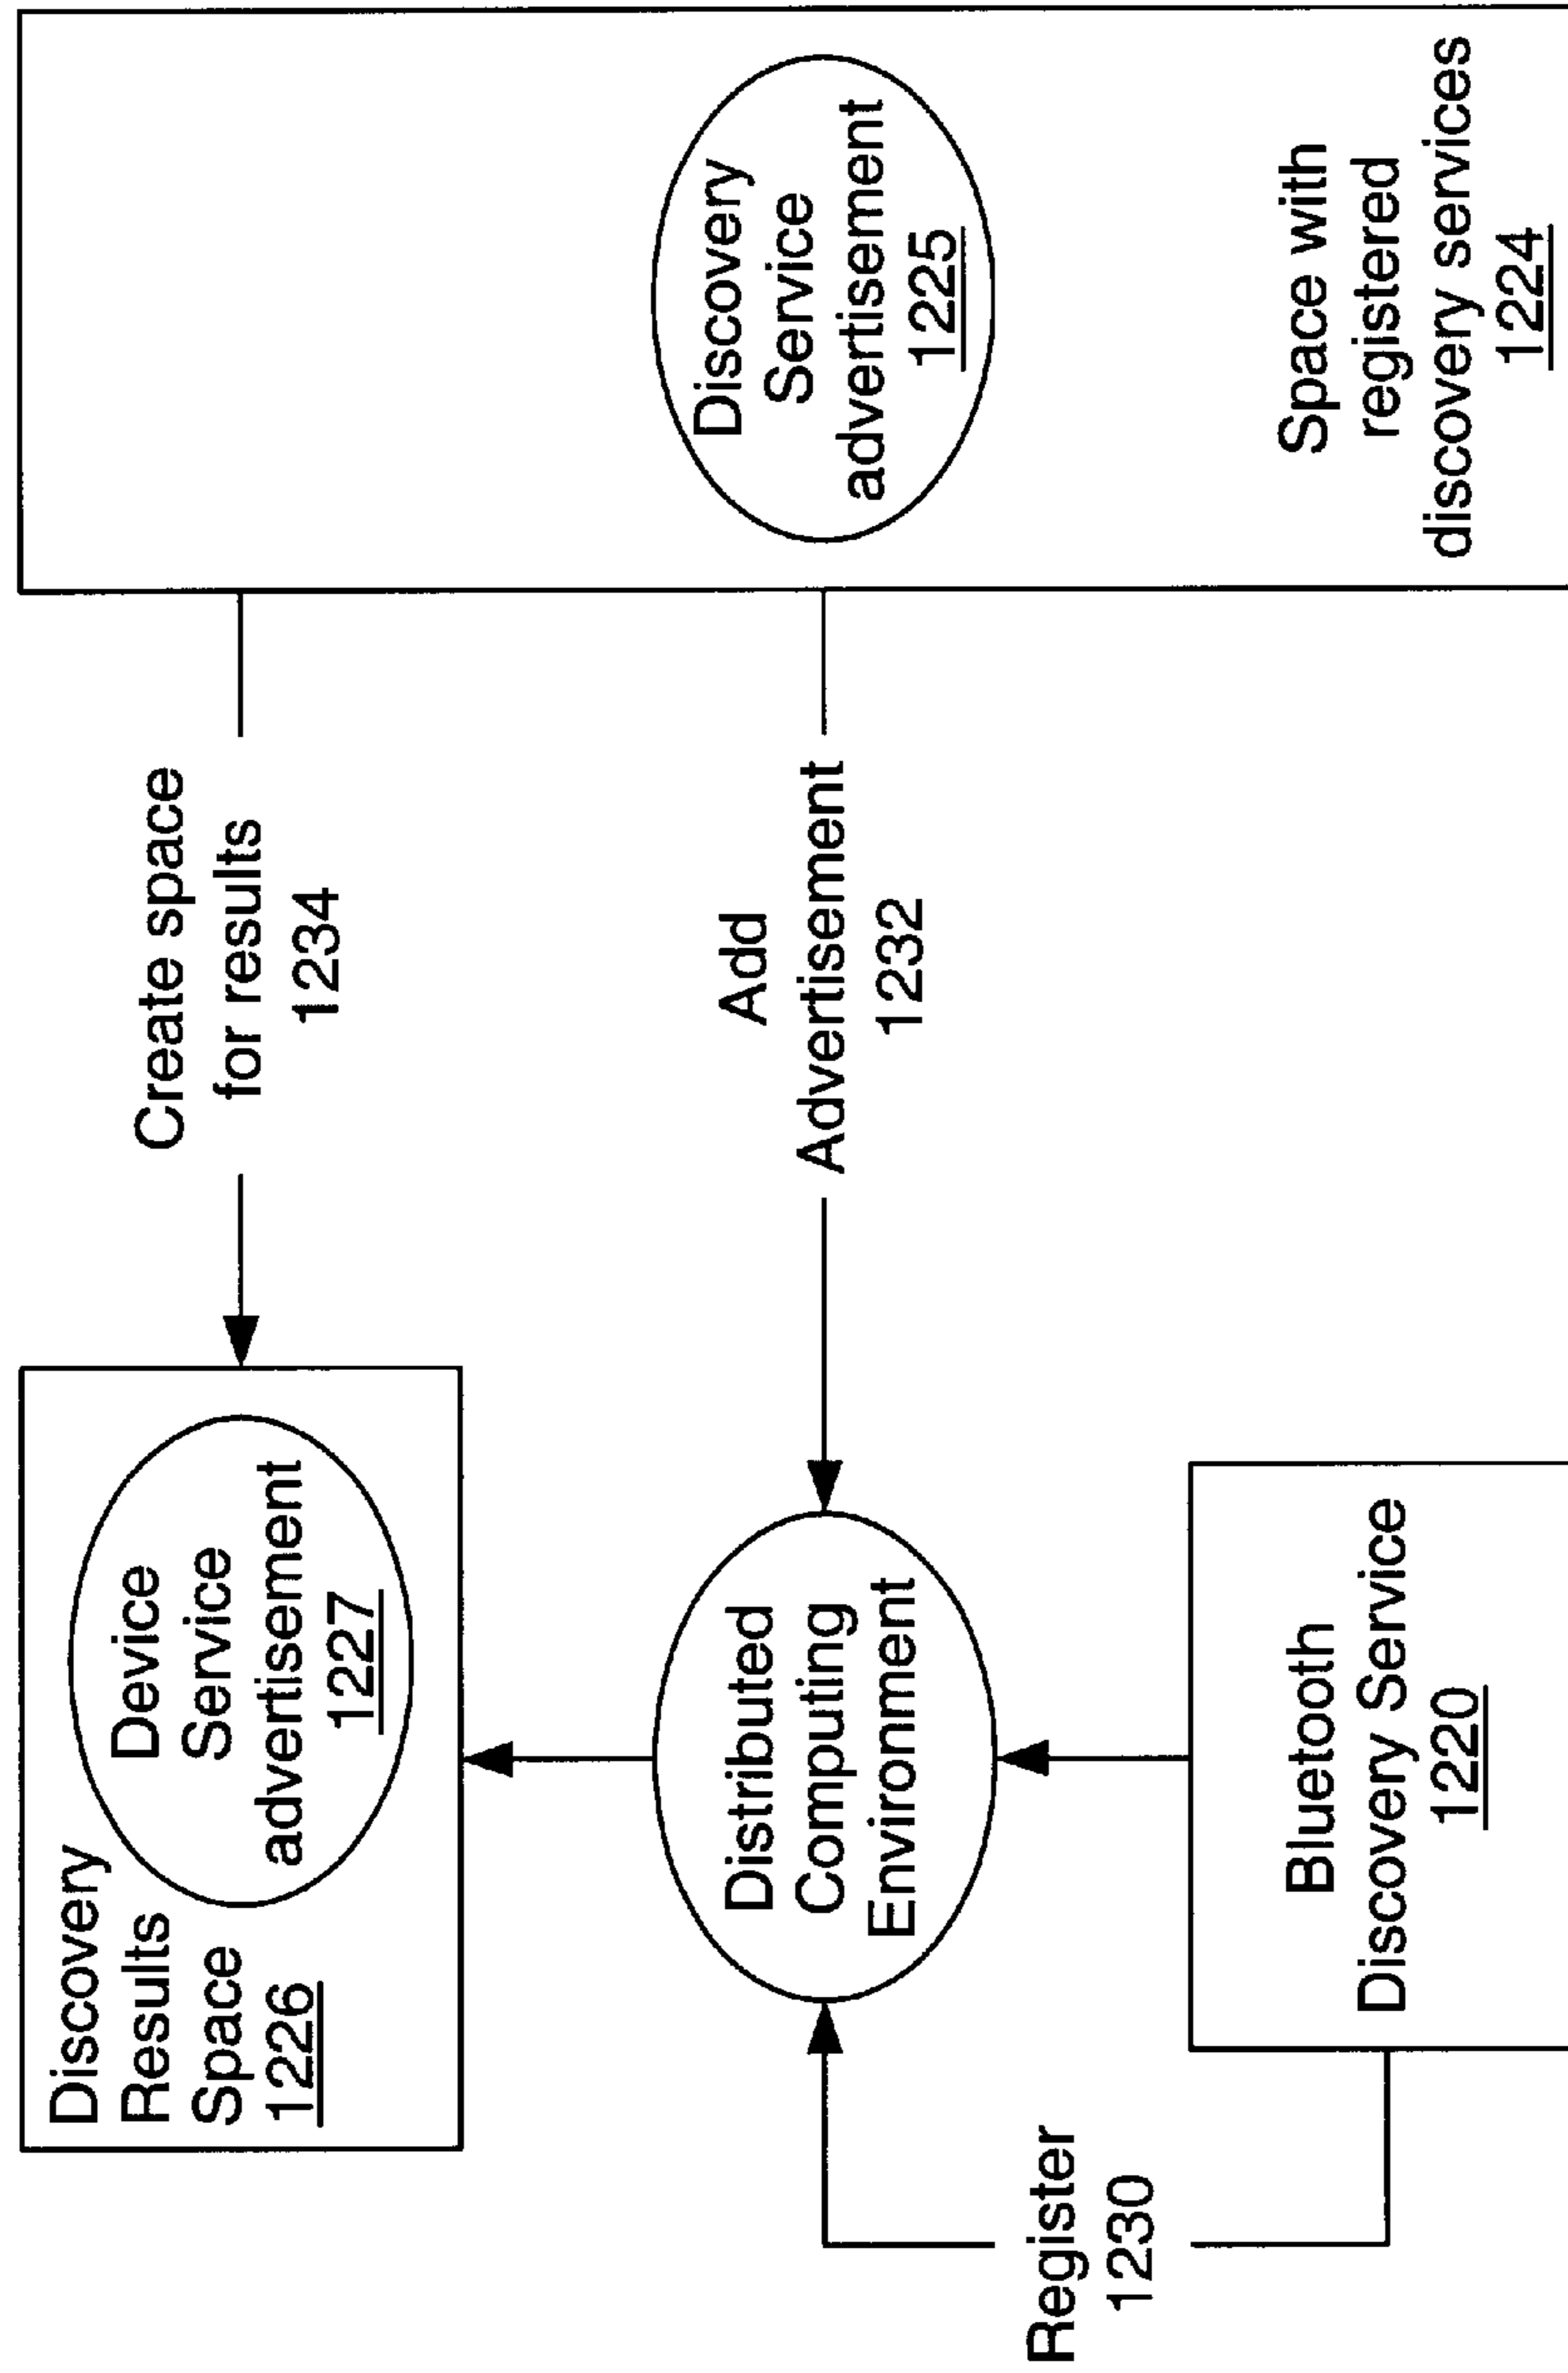 Discovery
Results
Space
1226
Device
Service
advertisement
1227
Create space
for results
1234
Discovery
Service
advertisement
1225
Space with
registered
discovery services
1224
Add
Advertisement
1232
Distributed
Computing
Environment
Register
1230
Bluetooth
Discovery Service
1220